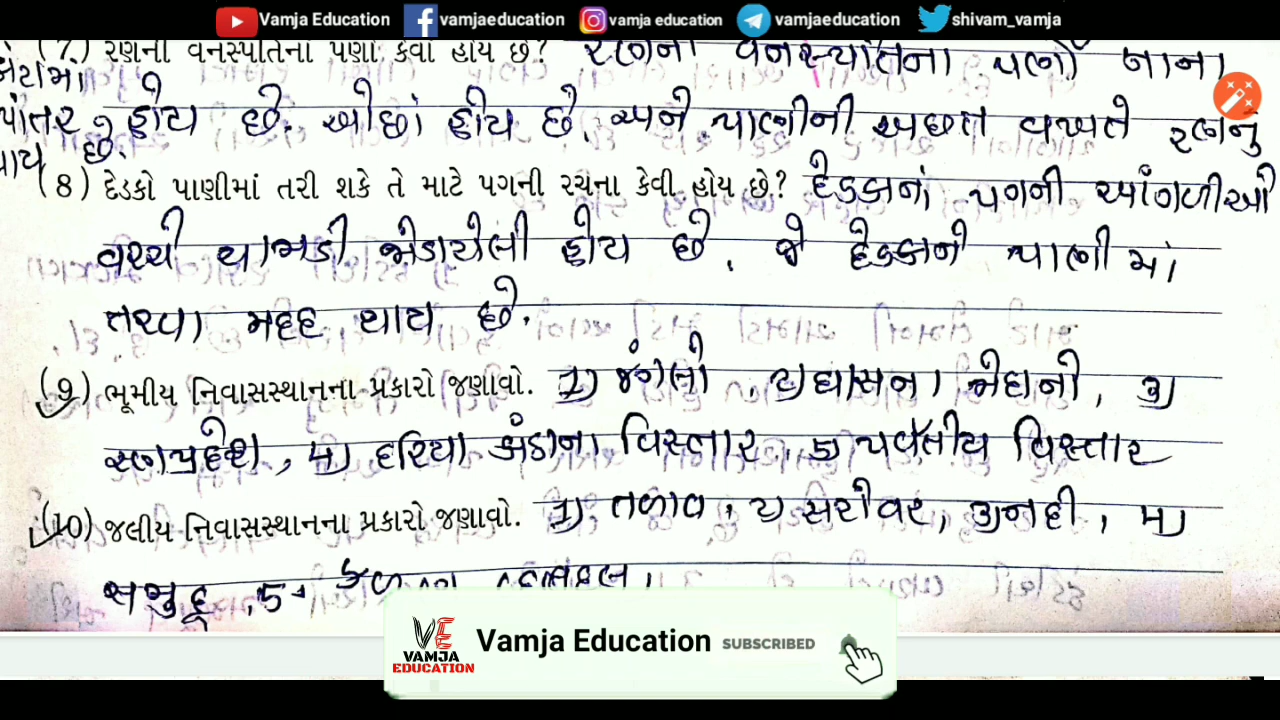 Vamja Education vamjaeducation vamja education vamjaeducation shivam_vamja
(7) રણની વનસ્પતિનાં પર્ણો કેવાં હોય છે? રણની વનસ્પતિના પર્ણો નાના
હોય છે. ઓછાં હોય છે. અને પાણીની અછત વખતે રણનું
(8) દેડકો પાણીમાં તરી શકે તે માટે પગની રચના કેવી હોય છે? દેડકાનાં પગની આંગળીઓ
વચ્ચે ચામડી જોડાયેલી હોય છે. જે દેડકાને પાણી માં
તરવા મદદ થાય છે.
(9) ભૂમીય નિવાસસ્થાનના પ્રકારો જણાવો. 1) જંગલો, 2) ઘાસના મેદાનો, 3)
રણપ્રદેશ, 4) દરિયા કાંઠાના વિસ્તાર, 5) પર્વતીય વિસ્તાર
(10) જલીય નિવાસસ્થાનના પ્રકારો જણાવો. 1) તળાવ, 2) સરોવર, 3) નદી, 4)
સમુદ્ર, 5-
VE VAMJA EDUCATION Vamja Education SUBSCRIBED